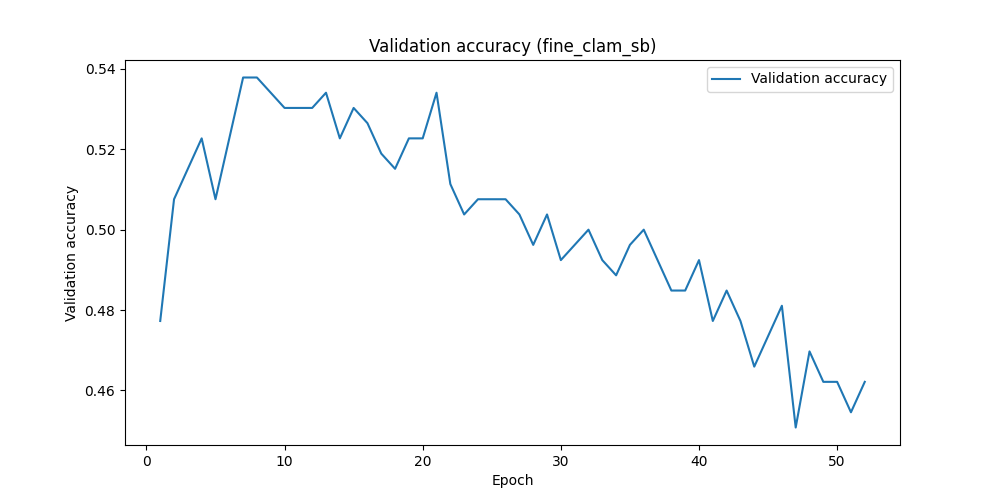 Validation accuracy (fine_clam_sb)
Validation accuracy
0.54
0.52
0.50
0.48
0.46
Validation accuracy
0
10
20
30
40
50
Epoch